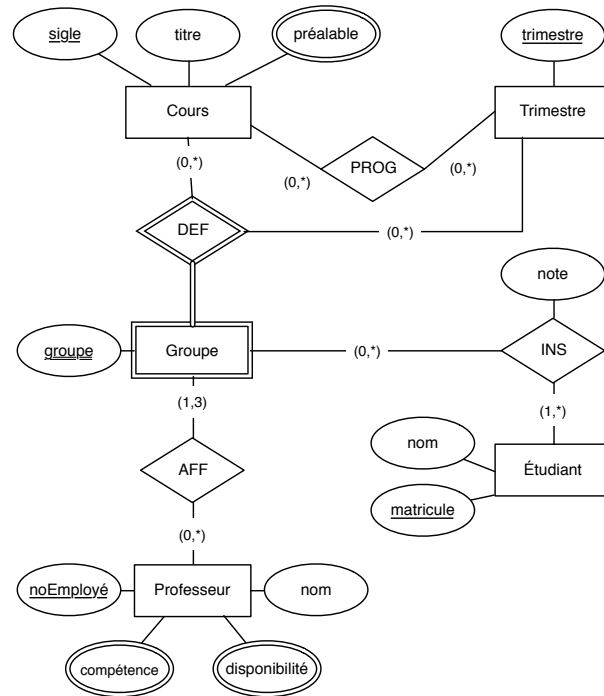 sigle
titre
préalable
trimestre
Cours
Trimestre
(0,*)
(0,*)
PROG
(0,*)
DEF
(0,*)
note
groupe
Groupe
(0,*)
INS
(1,3)
(1,*)
nom
AFF
Étudiant
matricule
(0,*)
noEmployé
Professeur
nom
compétence
disponibilité